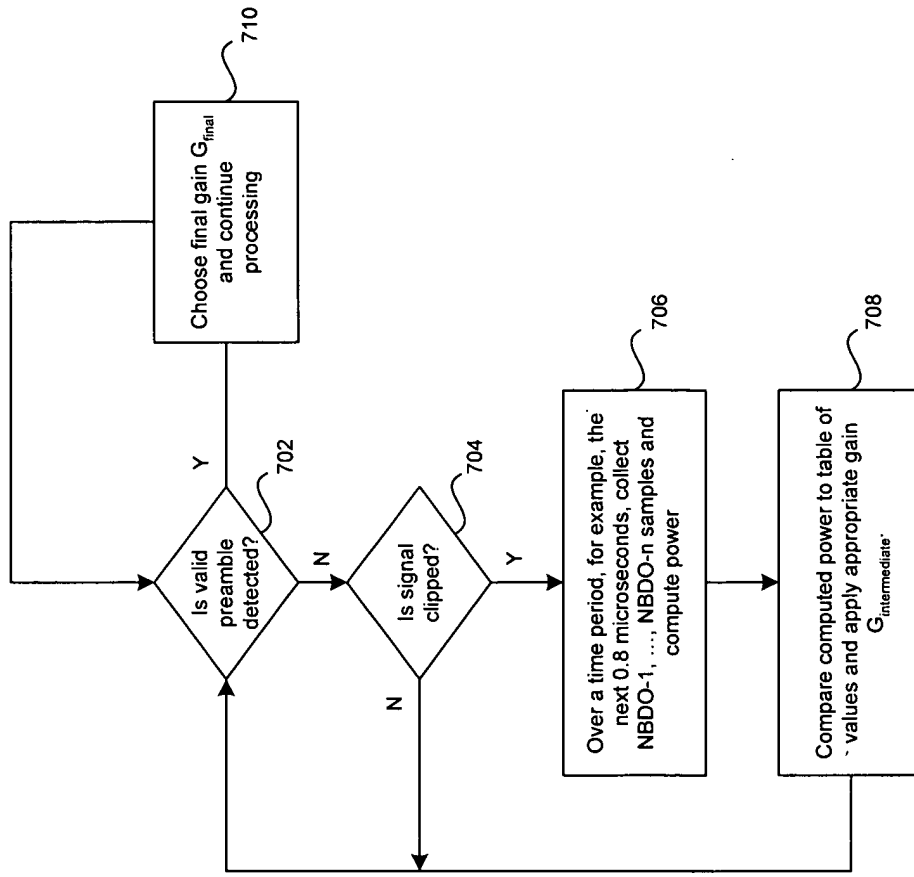 Is valid
preamble
detected?
702
Y
Choose final gain G_final
and continue
processing
710
N
Is signal
clipped?
704
N
Y
Over a time period, for example, the
next 0.8 microseconds, collect
NBDO-1, ..., NBDO-n samples and
compute power
706
Compare computed power to table of
values and apply appropriate gain
G_intermediate.
708